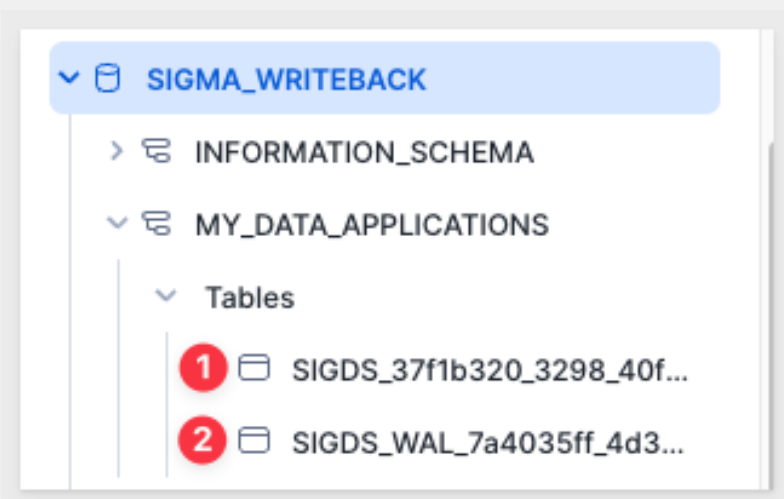 SIGMA_WRITEBACK
INFORMATION_SCHEMA
MY_DATA_APPLICATIONS
Tables
1 SIGDS_37f1b320_3298_40f...
2 SIGDS_WAL_7a4035ff_4d3...